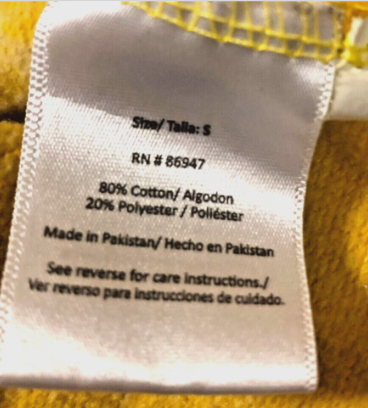 Size/ Talla: S
RN # 86947
80% Cotton/ Algodon
20% Polyester / Poliéster
Made in Pakistan/ Hecho en Pakistan
See reverse for care instructions./
Ver reverso para instrucciones de cuidado.